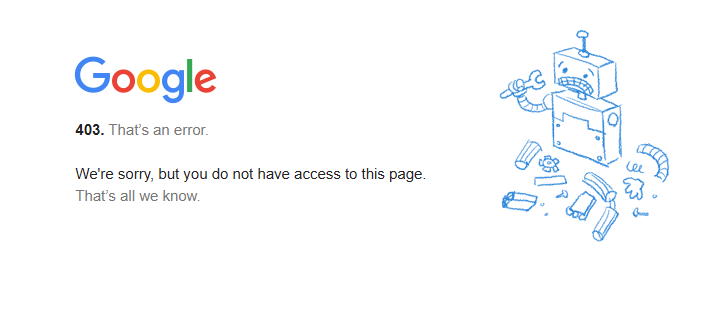 Google
403. That's an error.
We're sorry, but you do not have access to this page.
That's all we know.